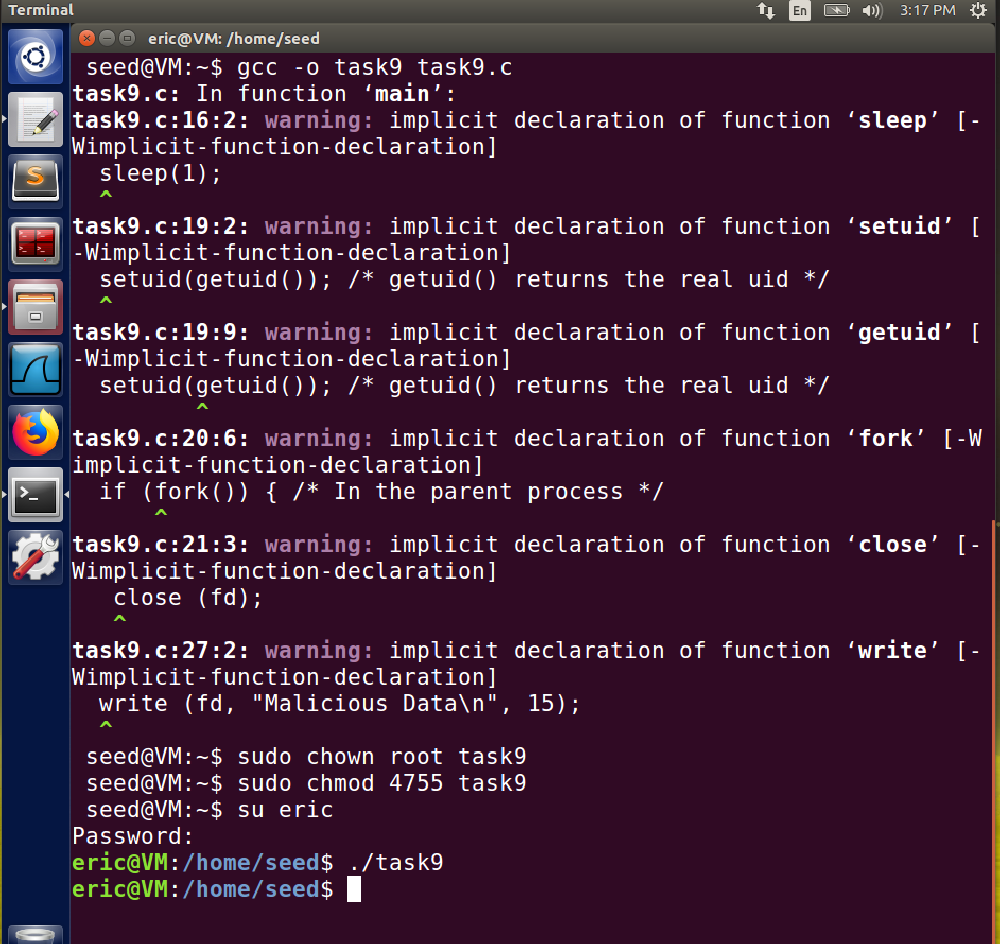 Terminal
En
3:17 PM
eric@VM: /home/seed
seed@VM:~$ gcc -o task9 task9.c
task9.c: In function ‘main’:
task9.c:16:2: warning: implicit declaration of function ‘sleep’ [-
Wimplicit-function-declaration]
  sleep(1);
  ^
task9.c:19:2: warning: implicit declaration of function ‘setuid’ [
-Wimplicit-function-declaration]
  setuid(getuid()); /* getuid() returns the real uid */
  ^
task9.c:19:9: warning: implicit declaration of function ‘getuid’ [
-Wimplicit-function-declaration]
  setuid(getuid()); /* getuid() returns the real uid */
         ^
task9.c:20:6: warning: implicit declaration of function ‘fork’ [-W
implicit-function-declaration]
  if (fork()) { /* In the parent process */
      ^
task9.c:21:3: warning: implicit declaration of function ‘close’ [-
Wimplicit-function-declaration]
   close (fd);
   ^
task9.c:27:2: warning: implicit declaration of function ‘write’ [-
Wimplicit-function-declaration]
  write (fd, "Malicious Data\n", 15);
  ^
seed@VM:~$ sudo chown root task9
seed@VM:~$ sudo chmod 4755 task9
seed@VM:~$ su eric
Password:
eric@VM:/home/seed$ ./task9
eric@VM:/home/seed$